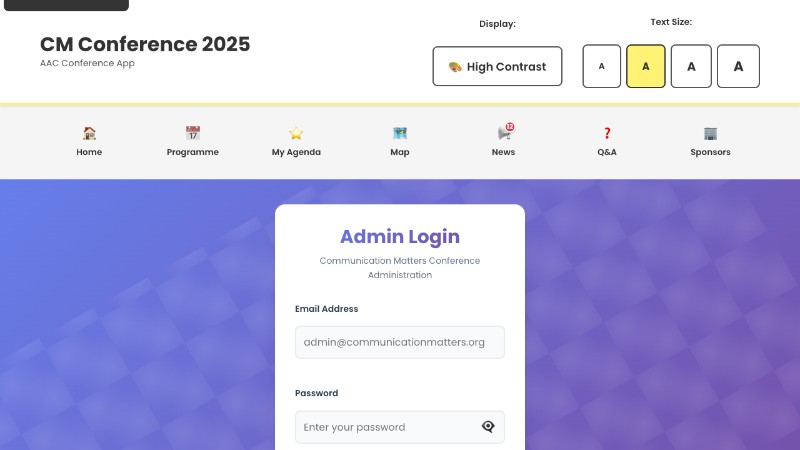 CM Conference 2025
AAC Conference App
Display:
High Contrast
Text Size:
A A A A
Home
Programme
My Agenda
Map
12
News
Q&A
Sponsors
Admin Login
Communication Matters Conference
Administration
Email Address
admin@communicationmatters.org
Password
Enter your password